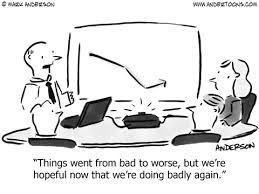 © MARK ANDERSON WWW.ANDERTOONS.COM
ANDERSON
"Things went from bad to worse, but we're
hopeful now that we're doing badly again."